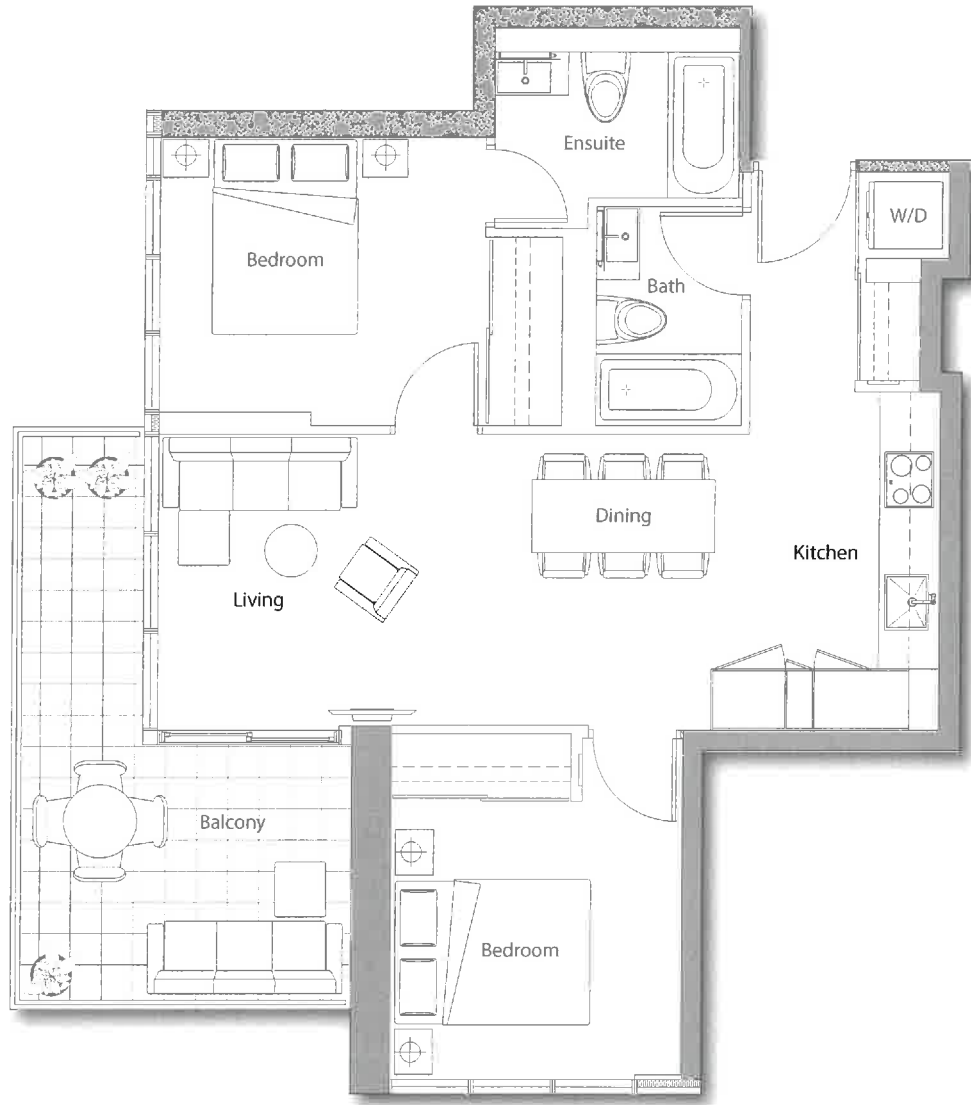 Ensuite
W/D
Bedroom
Bath
Dining
Kitchen
Living
Balcony
Bedroom